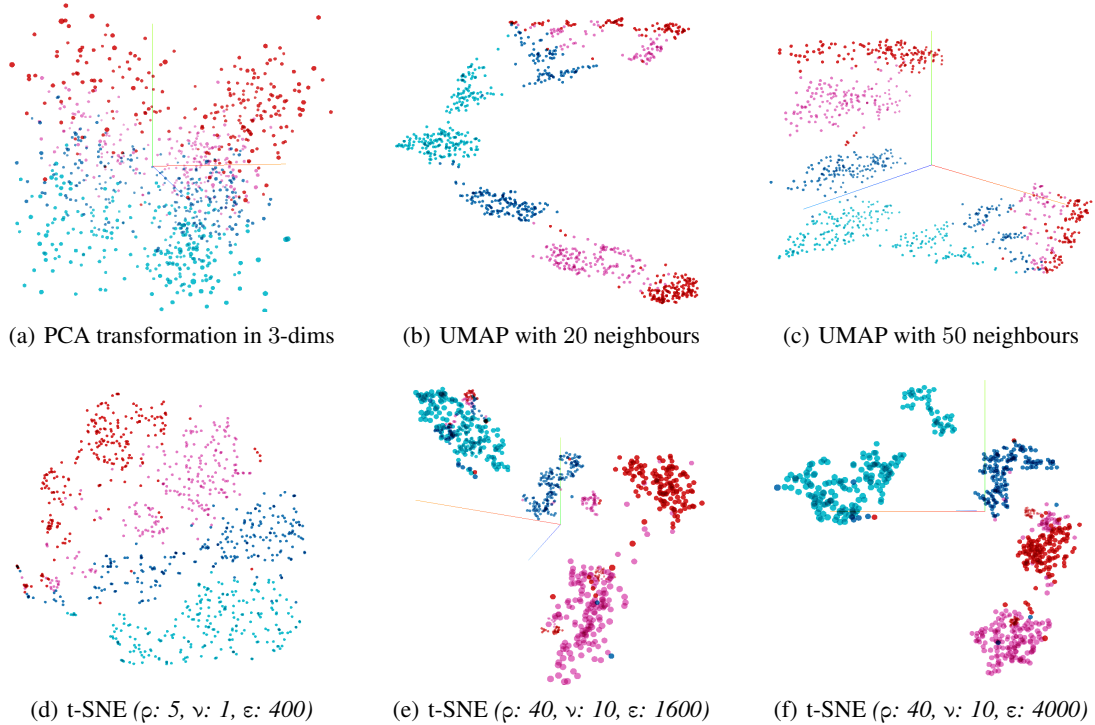 (a) PCA transformation in 3-dims
(b) UMAP with 20 neighbours
(c) UMAP with 50 neighbours
(d) t-SNE (ρ: 5, ν: 1, ε: 400)
(e) t-SNE (ρ: 40, ν: 10, ε: 1600)
(f) t-SNE (ρ: 40, ν: 10, ε: 4000)